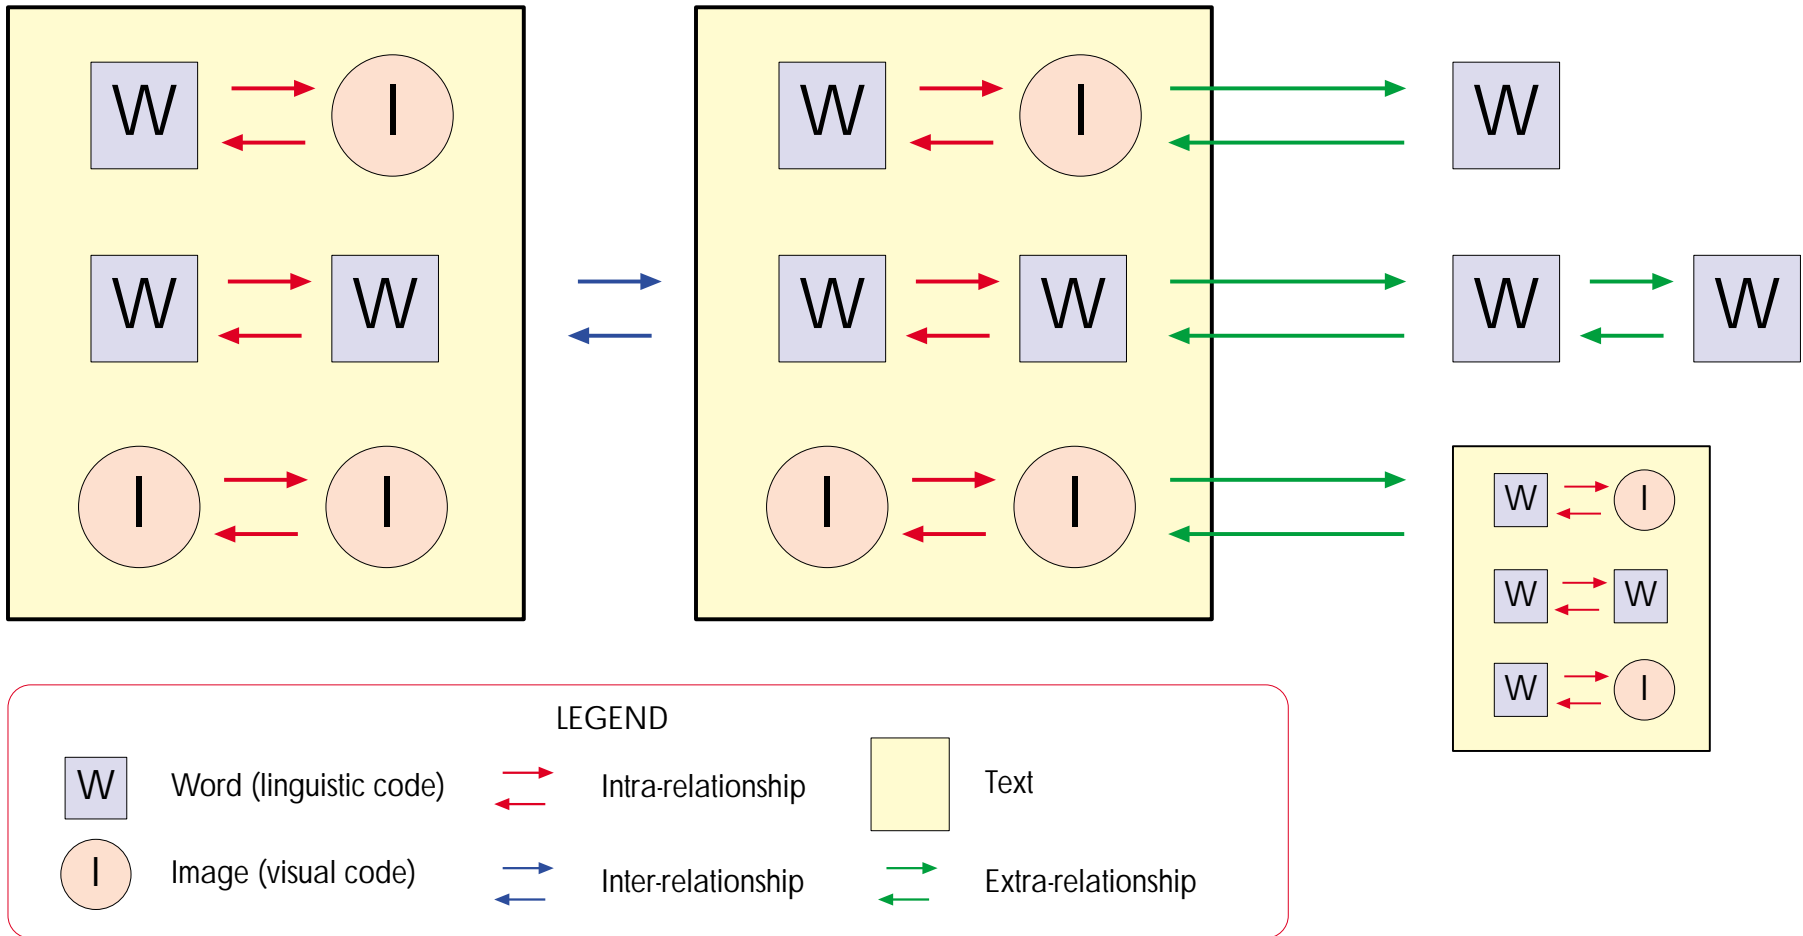 W I W I W
W W W W W W
I I I I
W I
W W
W I
LEGEND
W Word (linguistic code) Intra-relationship Text
I Image (visual code) Inter-relationship Extra-relationship